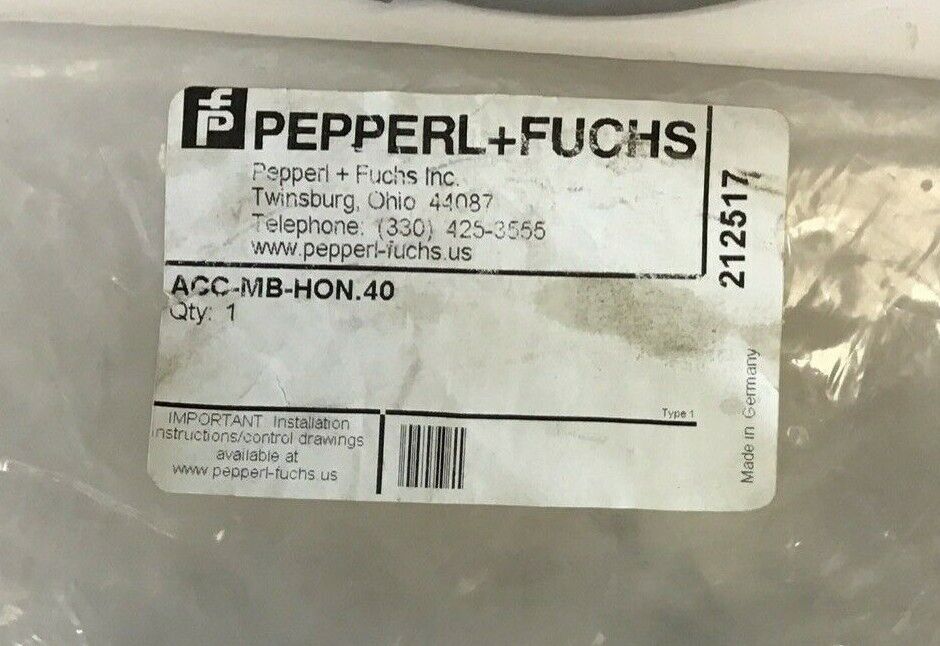 PEPPERL+FUCHS
Pepperl + Fuchs Inc.
Twinsburg, Ohio 44087
Telephone: (330) 425-3555
www.pepperl-fuchs.us
212517
ACC-MB-HON.40
Qty: 1
Type 1
Made in Germany
IMPORTANT Installation
instructions/control drawings
available at
www.pepperl-fuchs.us